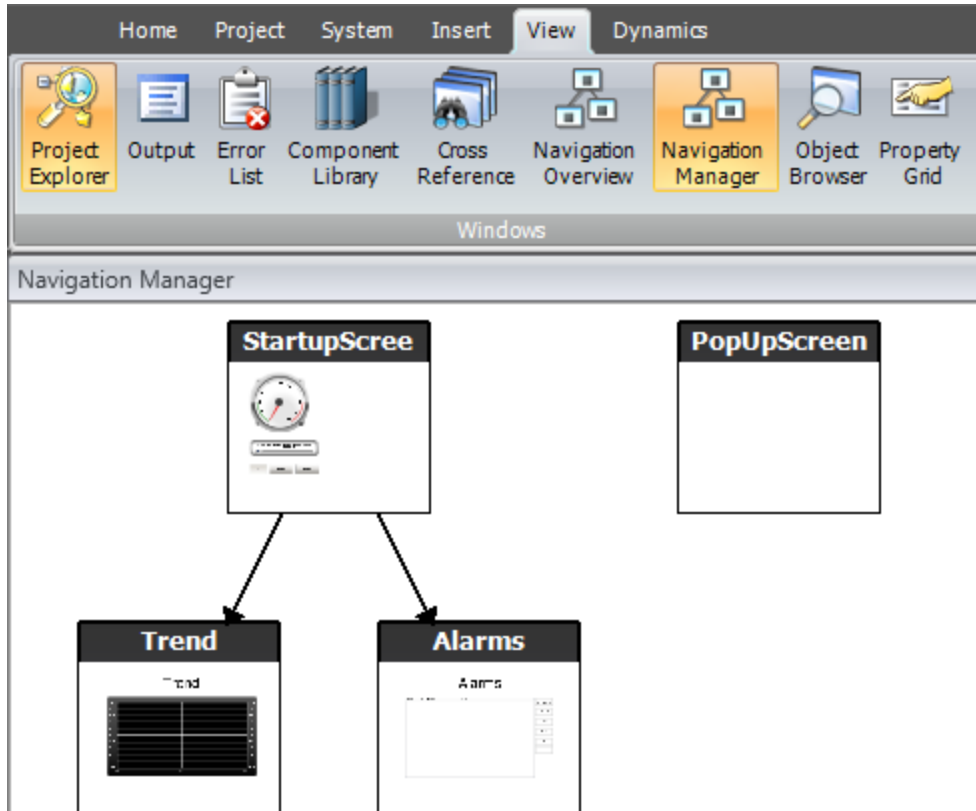 Home Project System Insert View Dynamics
Project Explorer
Output
Error List
Component Library
Cross Reference
Navigation Overview
Navigation Manager
Object Browser
Property Grid
Windows
Navigation Manager
StartupScree
PopUpScreen
Trend
Alarms
Trend
Alarms